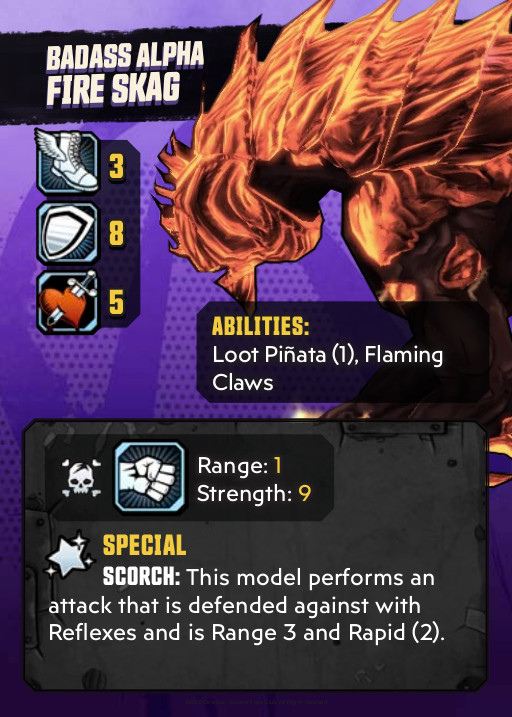 BADASS ALPHA
FIRE SKAG
3
8
5
ABILITIES:
Loot Piñata (1), Flaming
Claws
Range: 1
Strength: 9
SPECIAL
SCORCH: This model performs an
attack that is defended against with
Reflexes and is Range 3 and Rapid (2).